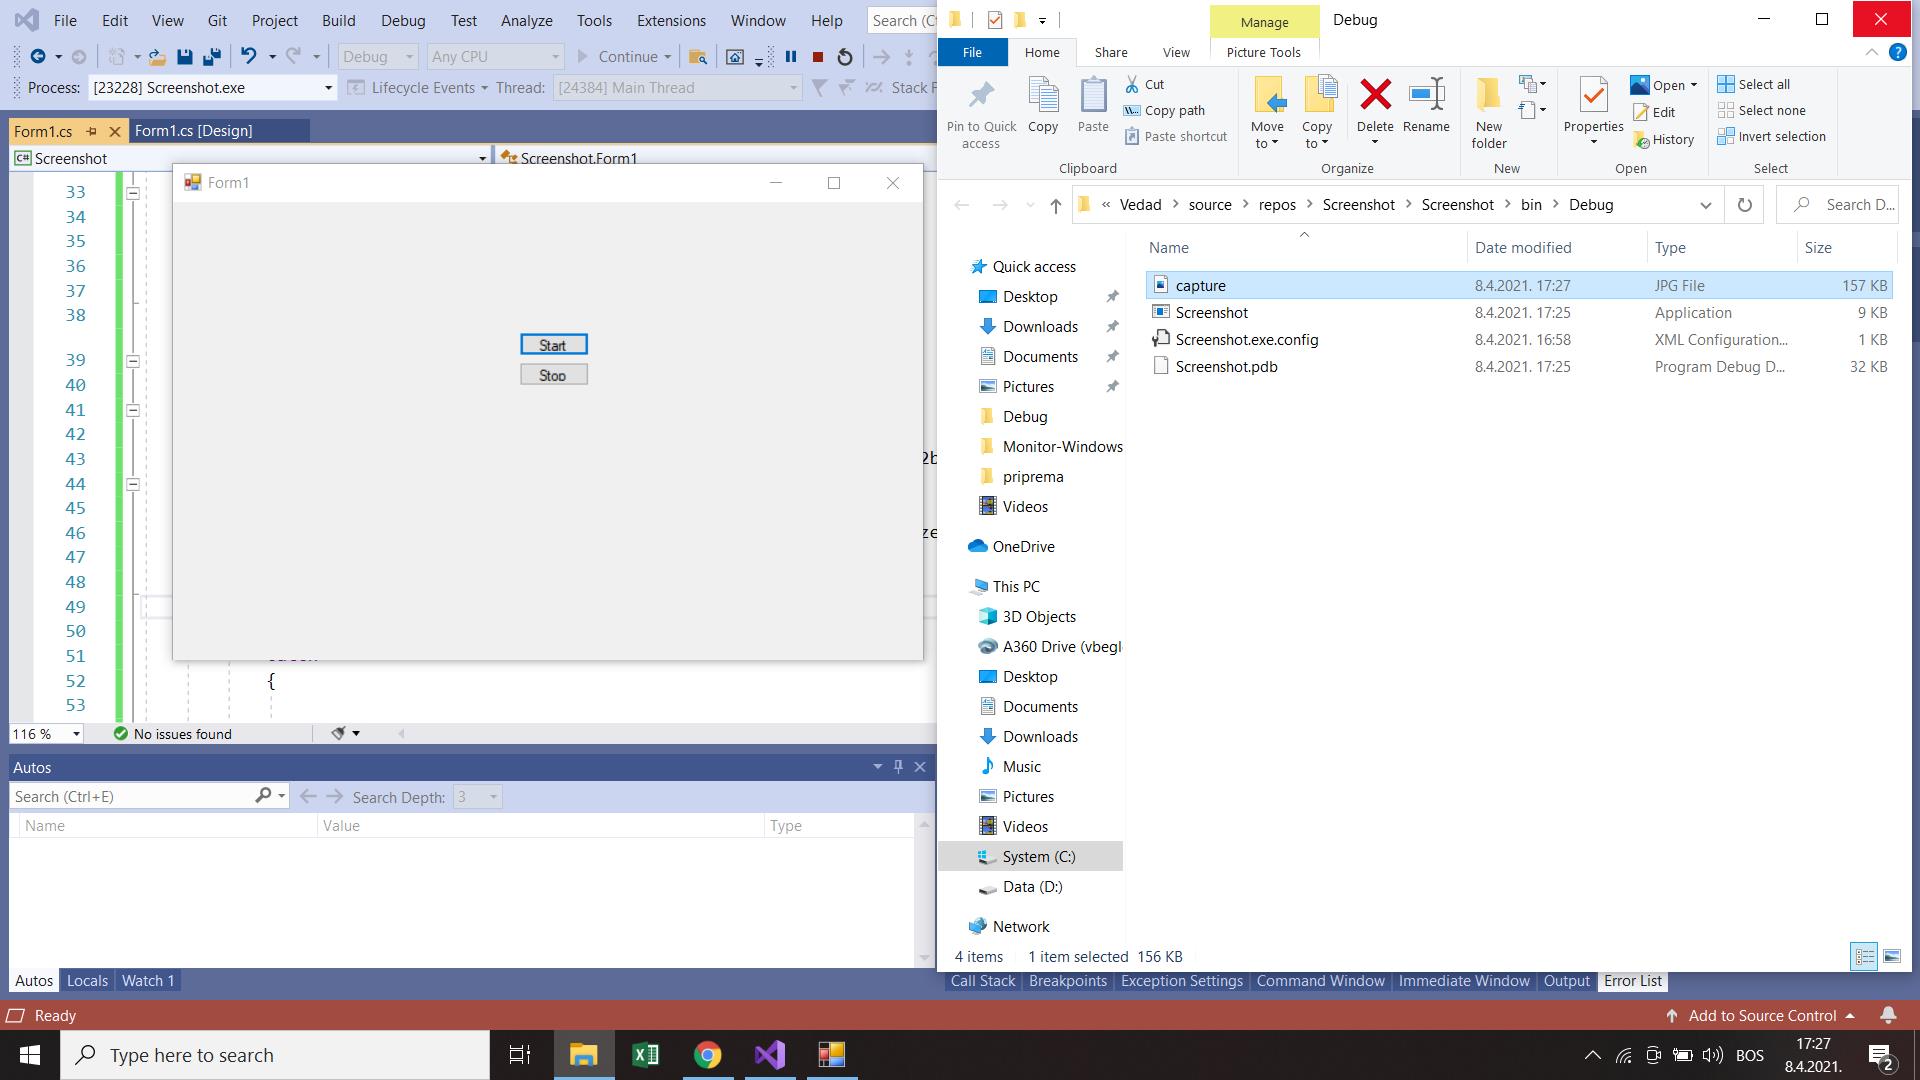 File Edit View Git Project Build Debug Test Analyze Tools Extensions Window Help Search (C
Debug Any CPU Continue
Process: [23228] Screenshot.exe Lifecycle Events Thread: [24384] Main Thread Stack F
Form1.cs Form1.cs [Design]
C# Screenshot Screenshot.Form1
33
34
35
36
37
38
39
40
41
42
43
44
45
46
47
48
49
50
51
52 {
53
2b
ze
Form1
Start
Stop
116 % No issues found
Autos
Search (Ctrl+E) Search Depth: 3
Name Value Type
Autos Locals Watch 1
Manage Debug
File Home Share View Picture Tools
Pin to Quick access
Copy
Paste
Cut
Copy path
Paste shortcut
Clipboard
Move to
Copy to
Delete
Rename
Organize
New folder
New
Properties
Open
Edit
History
Open
Select all
Select none
Invert selection
Select
« Vedad > source > repos > Screenshot > Screenshot > bin > Debug
Search D...
Name Date modified Type Size
capture 8.4.2021. 17:27 JPG File 157 KB
Screenshot 8.4.2021. 17:25 Application 9 KB
Screenshot.exe.config 8.4.2021. 16:58 XML Configuration... 1 KB
Screenshot.pdb 8.4.2021. 17:25 Program Debug D... 32 KB
Quick access
Desktop
Downloads
Documents
Pictures
Debug
Monitor-Windows
priprema
Videos
OneDrive
This PC
3D Objects
A360 Drive (vbegl
Desktop
Documents
Downloads
Music
Pictures
Videos
System (C:)
Data (D:)
Network
4 items 1 item selected 156 KB
Call Stack Breakpoints Exception Settings Command Window Immediate Window Output Error List
Ready Add to Source Control
Type here to search
BOS
17:27
8.4.2021.
2